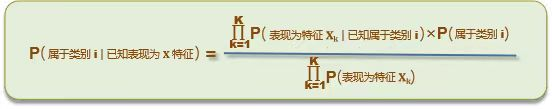 K
∏ P( 表现为特征 Xk | 已知属于类别 i)×P( 属于类别 i)
k=1
P( 属于类别 i | 已知表现为 x 特征) =
K
∏ P(表现为特征 Xk)
k=1